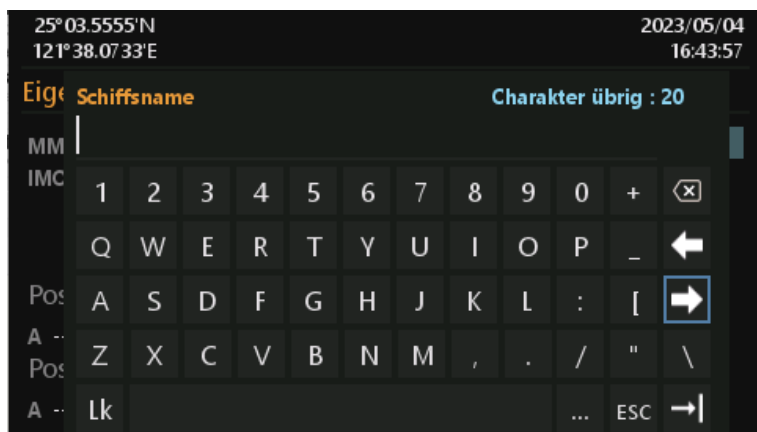 25°03.5555'N
121°38.0733'E
2023/05/04
16:43:57
Eige
Schiffsname
Charakter übrig : 20
MM
IMO
1 2 3 4 5 6 7 8 9 0 +
Q W E R T Y U I O P _
Pos
A S D F G H J K L : [
A --
Pos
Z X C V B N M , . / " \
A --
Lk ... ESC